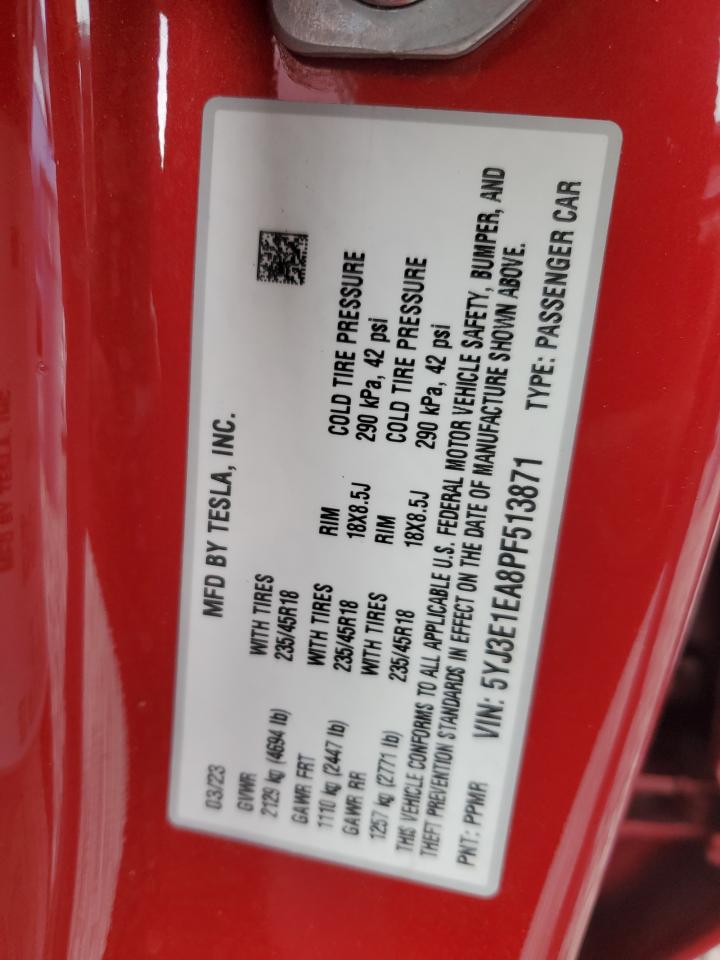 03/23 MFD BY TESLA, INC.
GVWR WITH TIRES
2129 kg (4694 lb) 235/45R18
GAWR FRT WITH TIRES RIM COLD TIRE PRESSURE
1110 kg (2447 lb) 235/45R18 18X8.5J 290 kPa, 42 psi
GAWR RR WITH TIRES RIM COLD TIRE PRESSURE
1257 kg (2771 lb) 235/45R18 18X8.5J 290 kPa, 42 psi
THIS VEHICLE CONFORMS TO ALL APPLICABLE U.S. FEDERAL MOTOR VEHICLE SAFETY, BUMPER, AND
THEFT PREVENTION STANDARDS IN EFFECT ON THE DATE OF MANUFACTURE SHOWN ABOVE.
PNT: PPMR VIN: 5YJ3E1EA8PF513871 TYPE: PASSENGER CAR